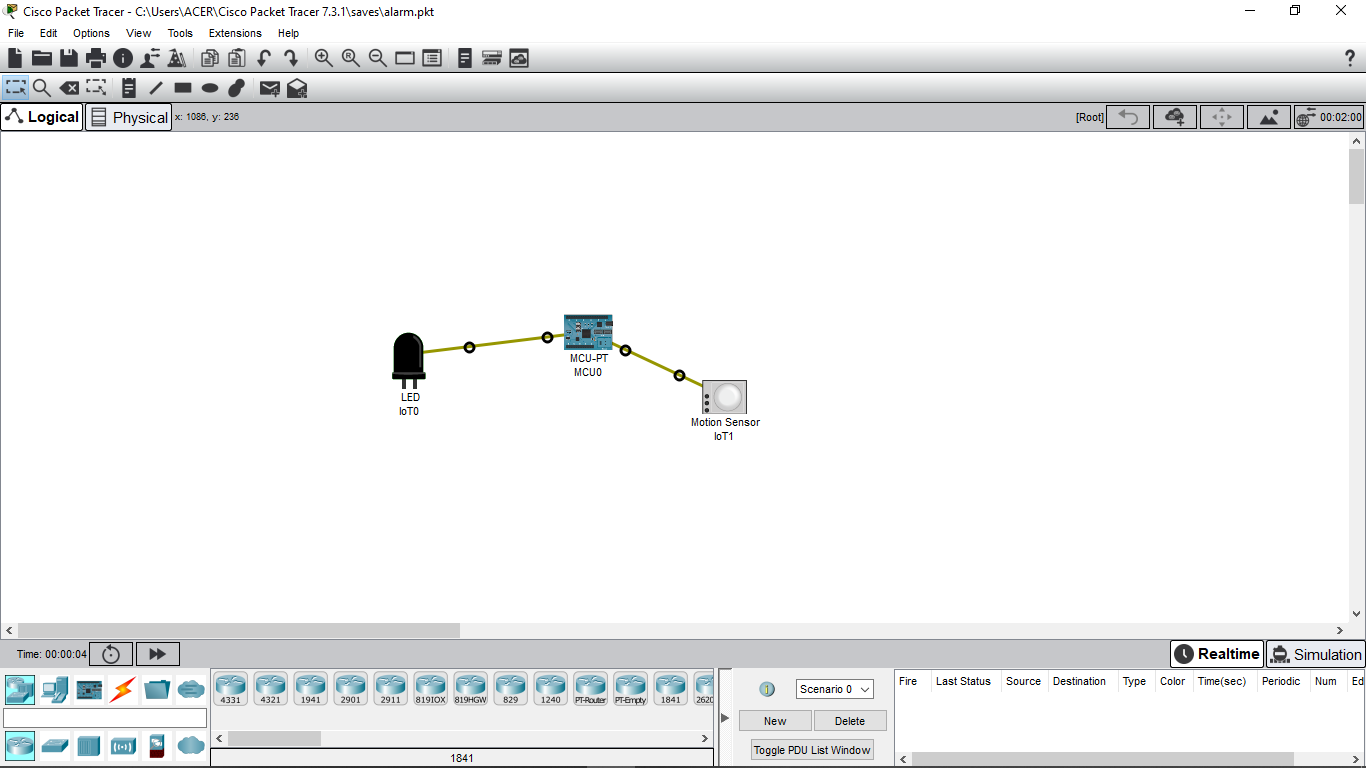 Cisco Packet Tracer - C:\Users\ACER\Cisco Packet Tracer 7.3.1\saves\alarm.pkt
File Edit Options View Tools Extensions Help
Logical Physical x: 1086, y: 236 [Root] 00:02:00
MCU-PT
MCU0
LED
IoT0
Motion Sensor
IoT1
Time: 00:00:04 Realtime Simulation
4331 4321 1941 2901 2911 819IOX 819HGW 829 1240 PT-Router PT-Empty 1841 2620
1841
Scenario 0
New Delete
Toggle PDU List Window
Fire Last Status Source Destination Type Color Time(sec) Periodic Num Ed